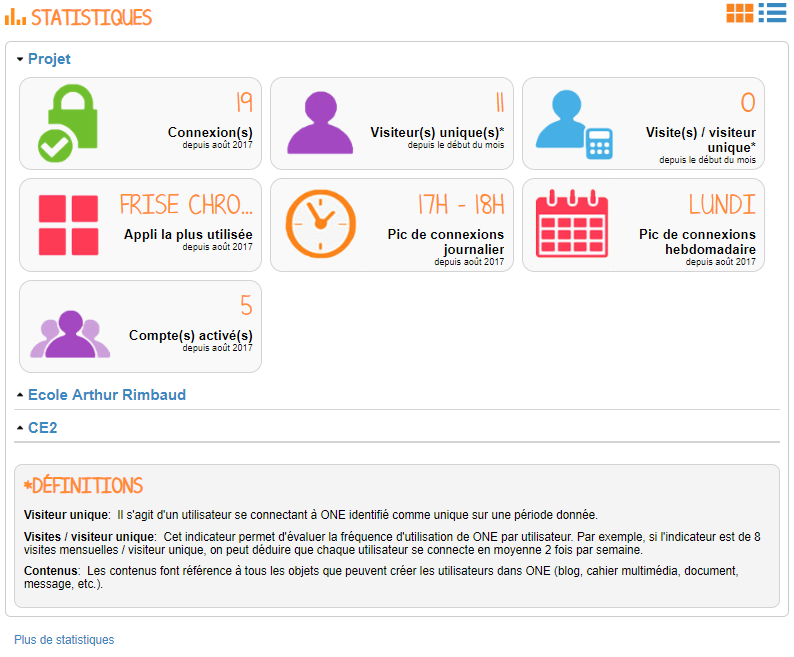 STATISTIQUES
Projet
19
Connexion(s)
depuis août 2017
11
Visiteur(s) unique(s)*
depuis le début du mois
0
Visite(s) / visiteur
unique*
depuis le début du mois
FRISE CHRO...
Appli la plus utilisée
depuis août 2017
17H - 18H
Pic de connexions
journalier
depuis août 2017
LUNDI
Pic de connexions
hebdomadaire
depuis août 2017
5
Compte(s) activé(s)
depuis août 2017
Ecole Arthur Rimbaud
CE2
*DÉFINITIONS
Visiteur unique: Il s'agit d'un utilisateur se connectant à ONE identifié comme unique sur une période donnée.
Visites / visiteur unique: Cet indicateur permet d'évaluer la fréquence d'utilisation de ONE par utilisateur. Par exemple, si l'indicateur est de 8
visites mensuelles / visiteur unique, on peut déduire que chaque utilisateur se connecte en moyenne 2 fois par semaine.
Contenus: Les contenus font référence à tous les objets que peuvent créer les utilisateurs dans ONE (blog, cahier multimédia, document,
message, etc.).
Plus de statistiques